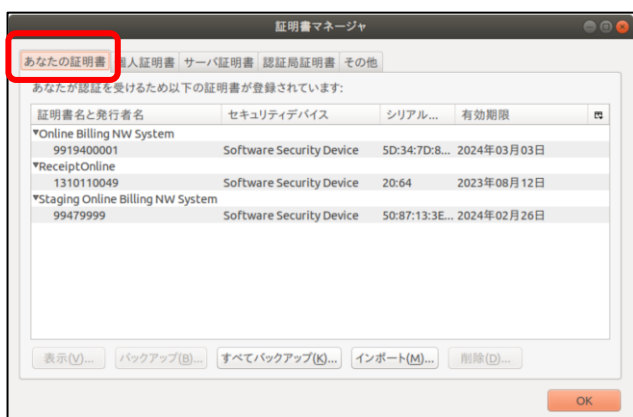 証明書マネージャ
あなたの証明書 個人証明書 サーバ証明書 認証局証明書 その他
あなたが認証を受けるため以下の証明書が登録されています:
証明書名と発行者名 セキュリティデバイス シリアル... 有効期限
▼Online Billing NW System
9919400001 Software Security Device 5D:34:7D:8... 2024年03月03日
▼ReceiptOnline
1310110049 Software Security Device 20:64 2023年08月12日
▼Staging Online Billing NW System
99479999 Software Security Device 50:87:13:3E... 2024年02月26日
表示(V)... バックアップ(B)... すべてバックアップ(K)... インポート(M)... 削除(D)...
OK